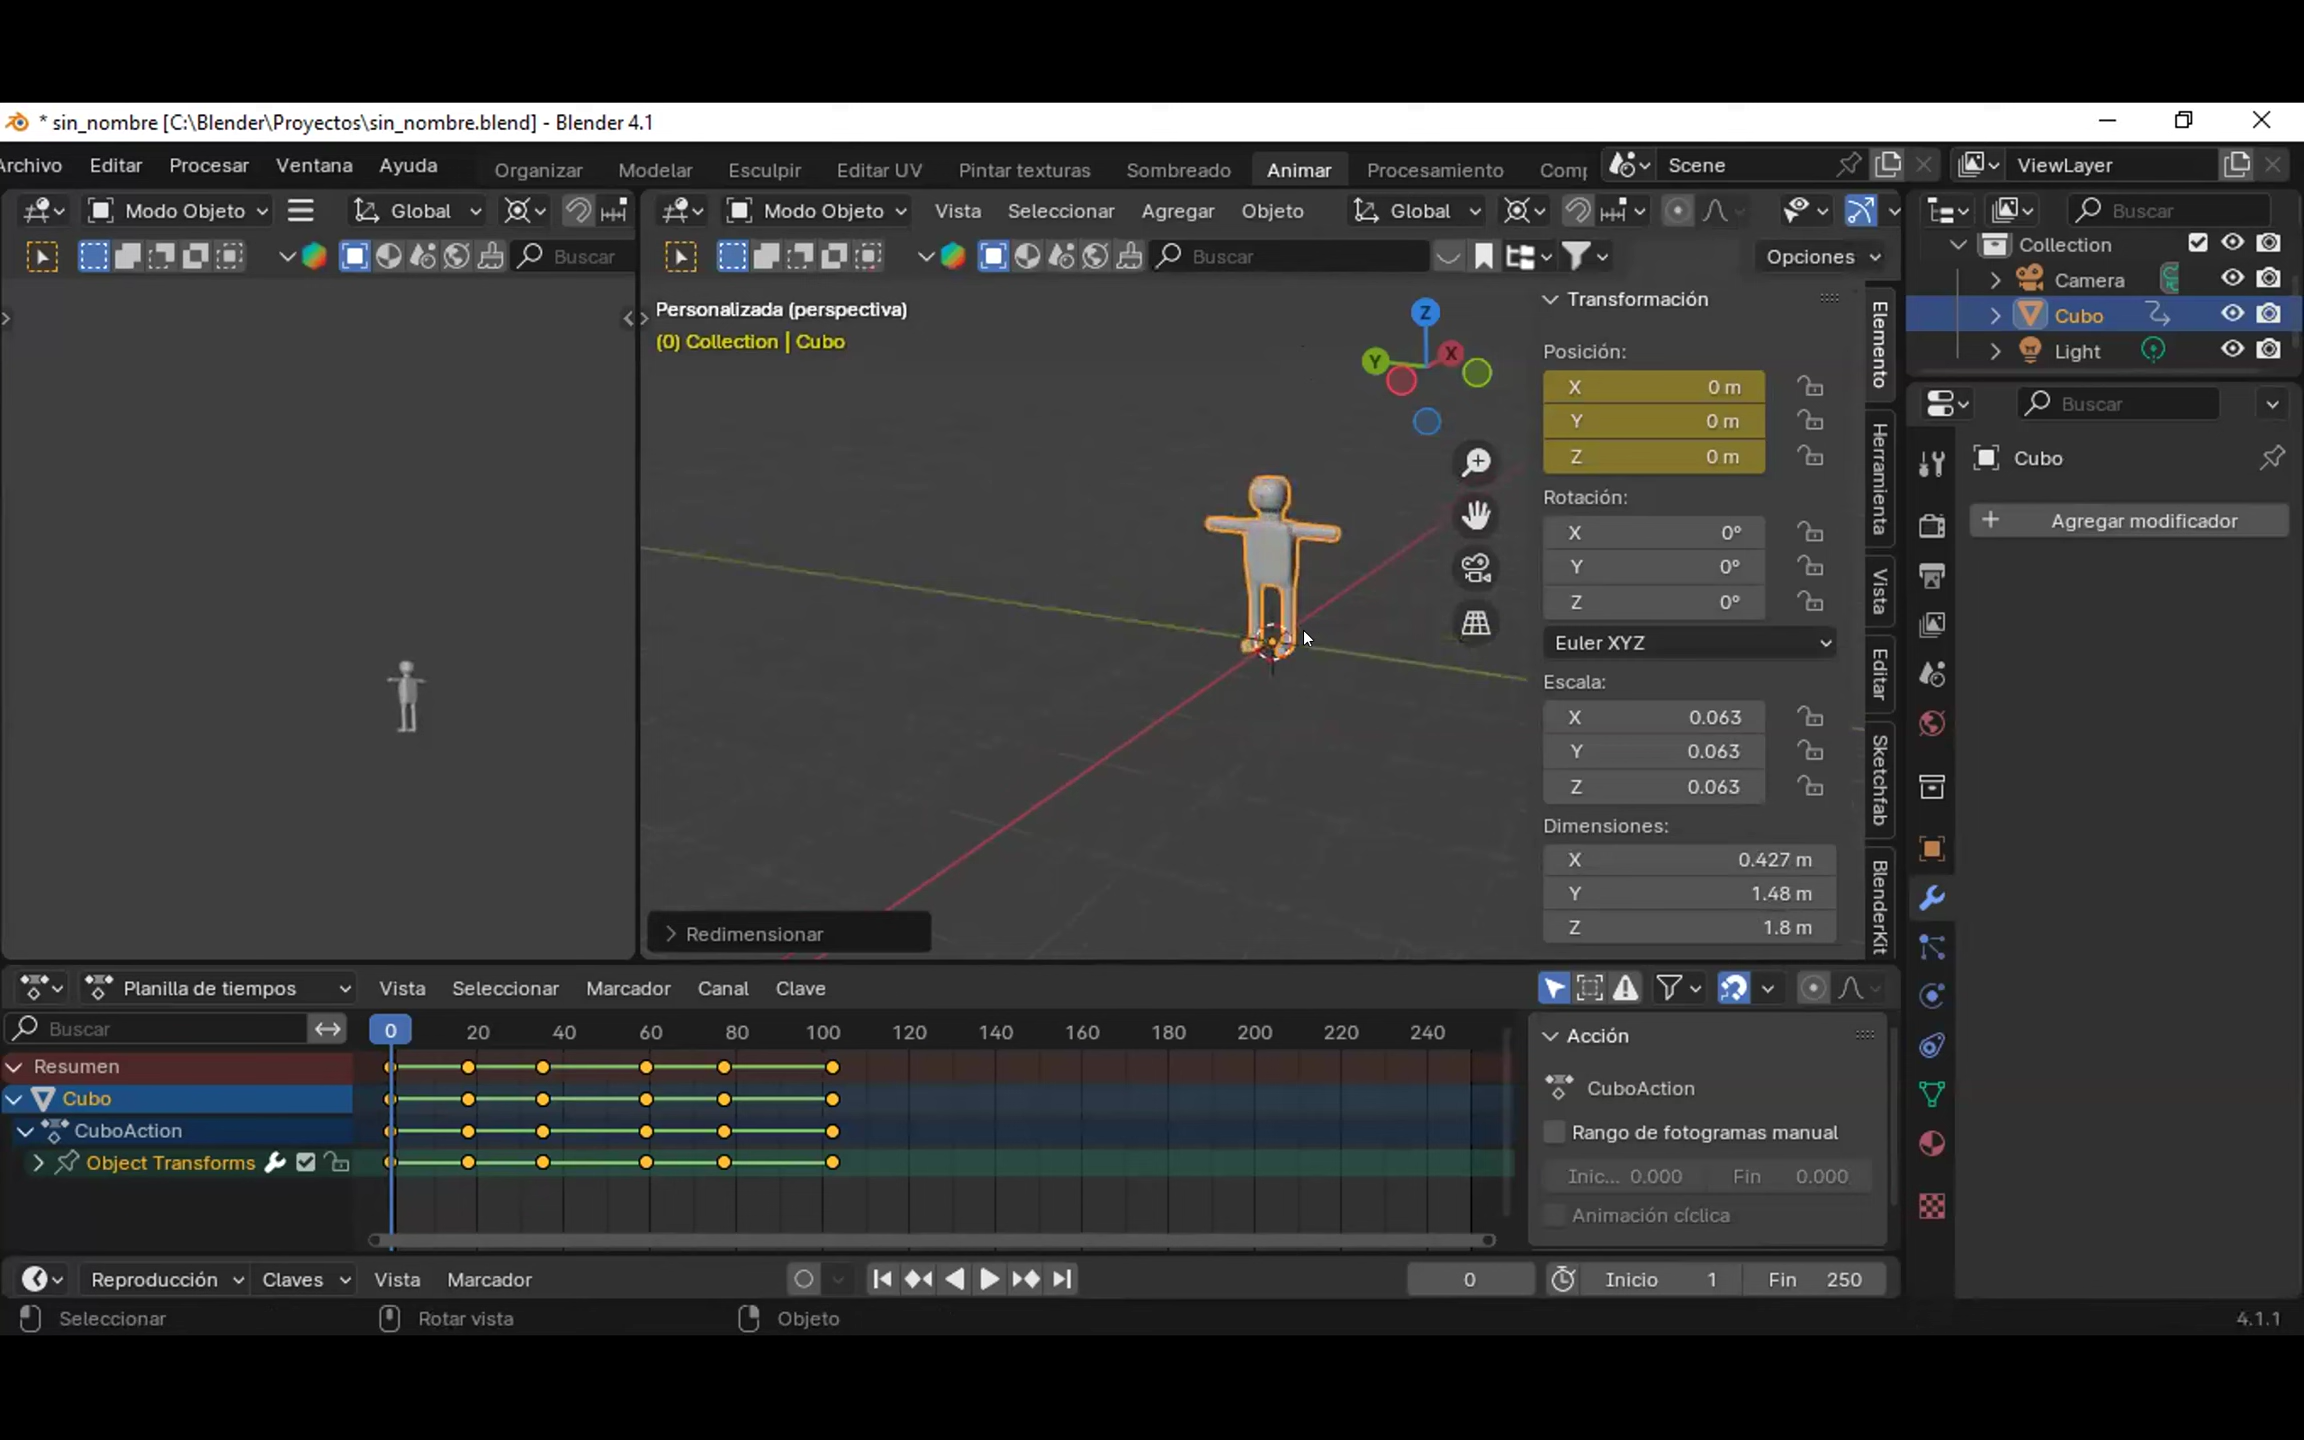 * sin_nombre [C:\Blender\Proyectos\sin_nombre.blend] - Blender 4.1
Archivo Editar Procesar Ventana Ayuda Organizar Modelar Esculpir Editar UV Pintar texturas Sombreado Animar Procesamiento Comp Scene ViewLayer
Modo Objeto Global Modo Objeto Vista Seleccionar Agregar Objeto Global Buscar
Buscar Buscar Opciones
Collection
Camera
Cubo
Light
Personalizada (perspectiva)
(0) Collection | Cubo
Z
Y
X
Transformación
Posición:
X 0 m
Y 0 m
Z 0 m
Rotación:
X 0°
Y 0°
Z 0°
Euler XYZ
Escala:
X 0.063
Y 0.063
Z 0.063
Dimensiones:
X 0.427 m
Y 1.48 m
Z 1.8 m
Elemento
Herramienta
Vista
Editar
Sketchfab
BlenderKit
Buscar
Cubo
Agregar modificador
Redimensionar
Planilla de tiempos Vista Seleccionar Marcador Canal Clave
Buscar 0 20 40 60 80 100 120 140 160 180 200 220 240
Resumen
Cubo
CuboAction
Object Transforms
Acción
CuboAction
Rango de fotogramas manual
Inic... 0.000 Fin 0.000
Animación cíclica
Reproducción Claves Vista Marcador 0 Inicio 1 Fin 250
Seleccionar Rotar vista Objeto 4.1.1